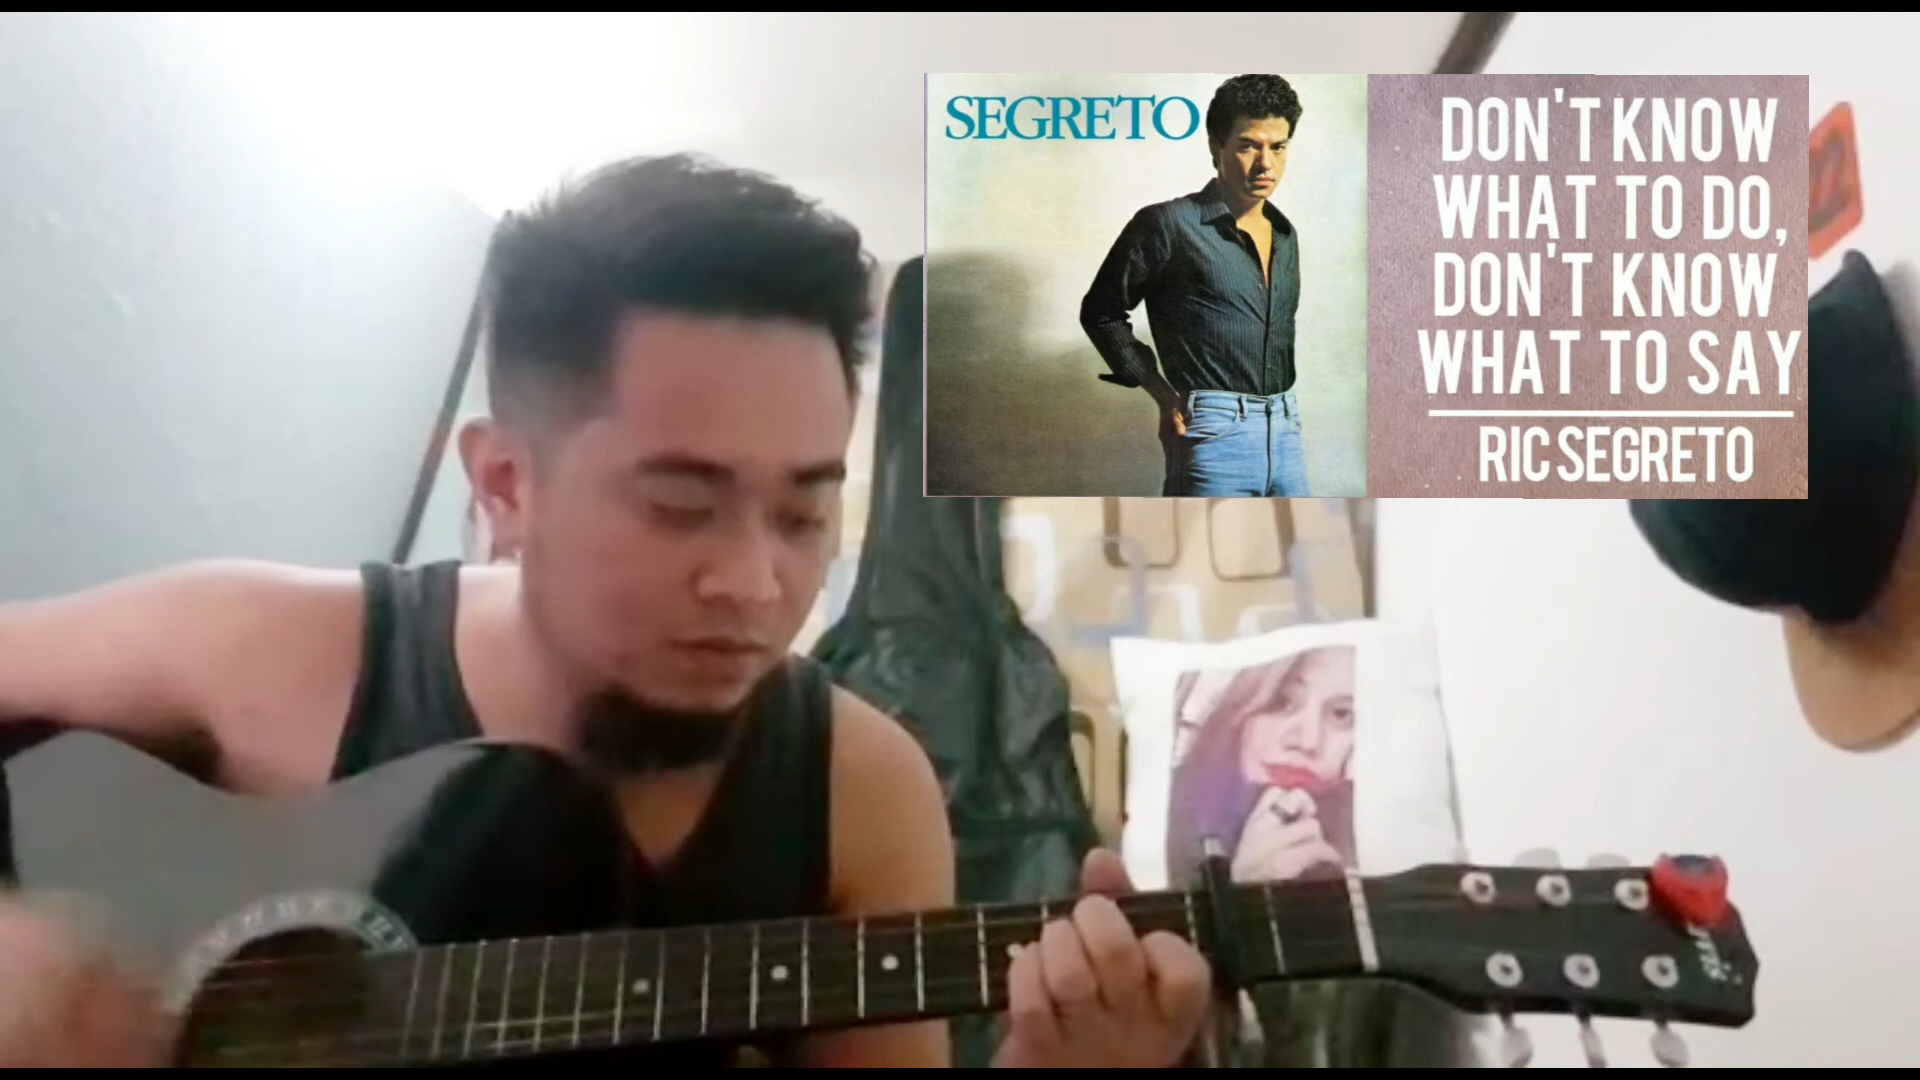 SEGRETO
DON'T KNOW
WHAT TO DO,
DON'T KNOW
WHAT TO SAY
RIC SEGRETO